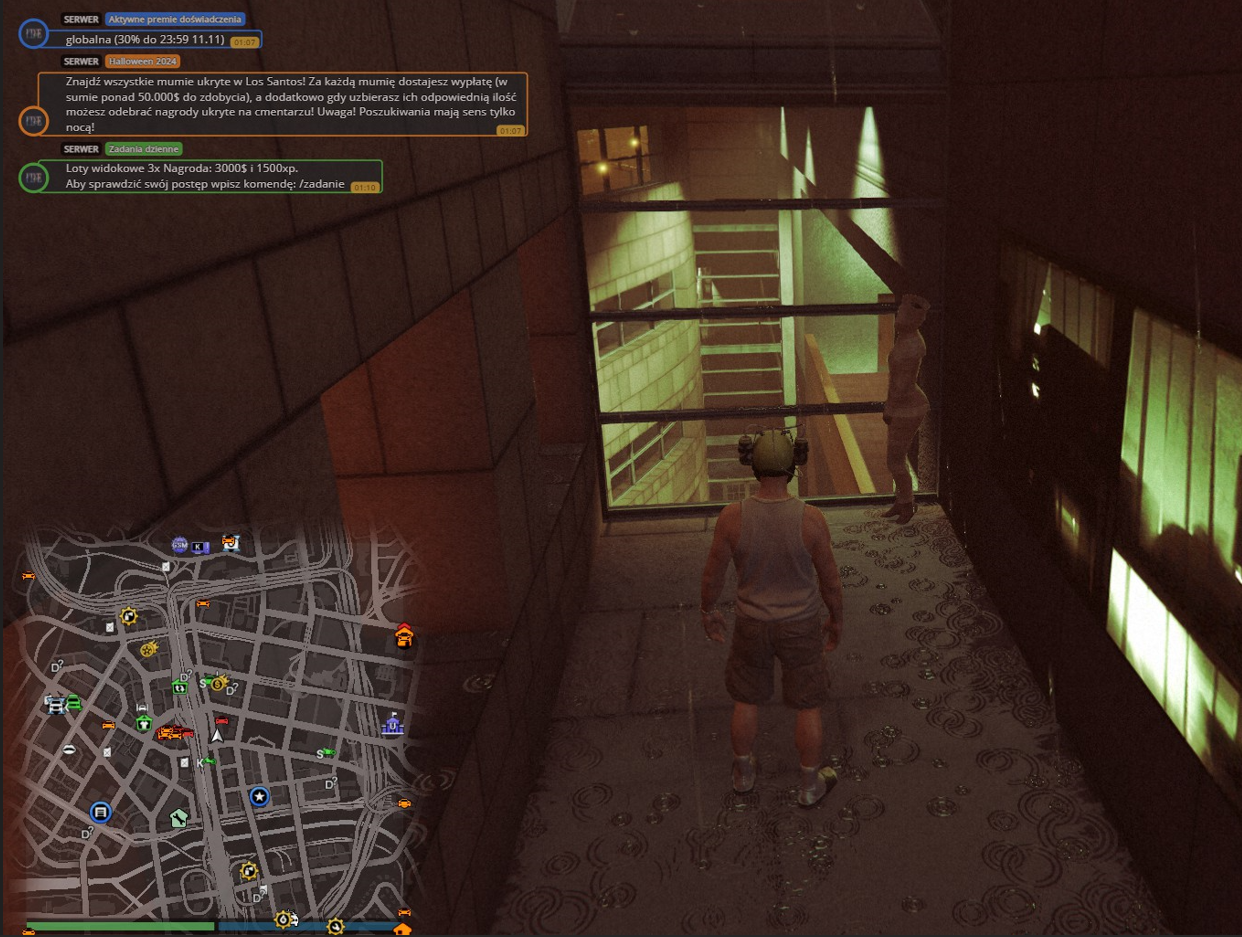 SERWER Aktywne premie doświadczenia
globalna (30% do 23:59 11.11) 01:07
SERWER Halloween 2024
Znajdź wszystkie mumie ukryte w Los Santos! Za każdą mumię dostajesz wypłatę (w
sumie ponad 50.000$ do zdobycia), a dodatkowo gdy uzbierasz ich odpowiednią ilość
możesz odebrać nagrody ukryte na cmentarzu! Uwaga! Poszukiwania mają sens tylko
nocą! 01:07
SERWER Zadania dzienne
Loty widokowe 3x Nagroda: 3000$ i 1500xp.
Aby sprawdzić swój postęp wpisz komendę: /zadanie 01:10
GSM K
D?
D?
S D?
U
S
K
D?
D?
D?